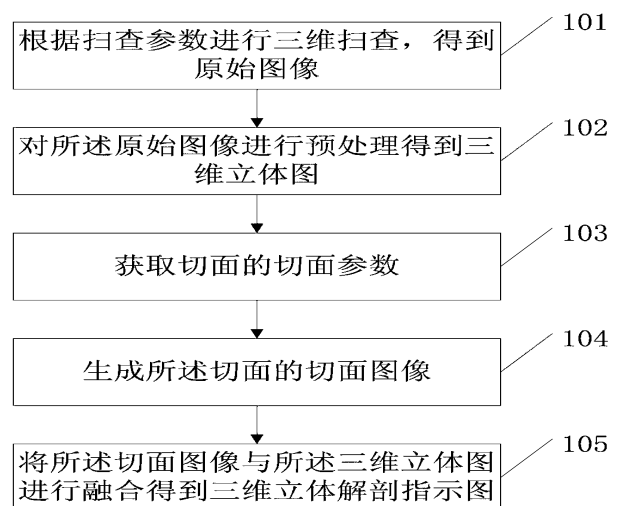 101
根据扫查参数进行三维扫查，得到
原始图像
102
对所述原始图像进行预处理得到三
维立体图
103
获取切面的切面参数
104
生成所述切面的切面图像
105
将所述切面图像与所述三维立体图
进行融合得到三维立体解剖指示图